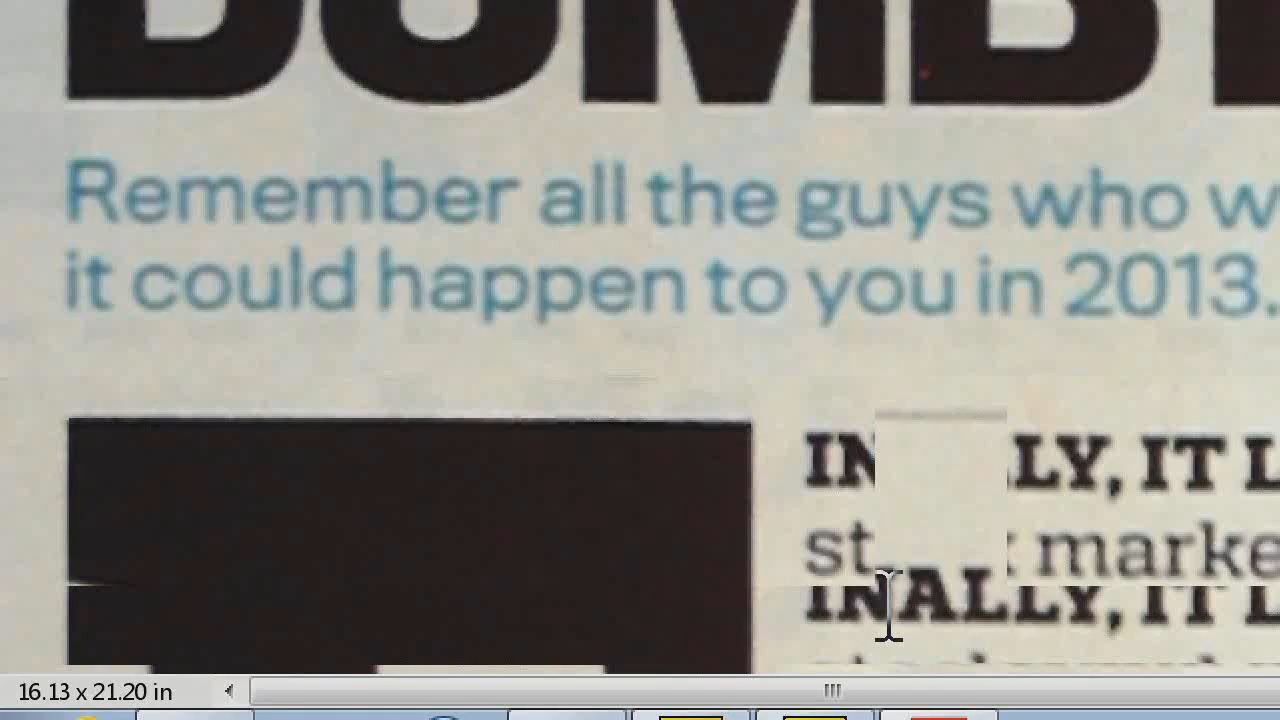 DUMB
Remember all the guys who w
it could happen to you in 2013.
IN LY, IT L
st k marke
INALLY, IT L
16.13 x 21.20 in